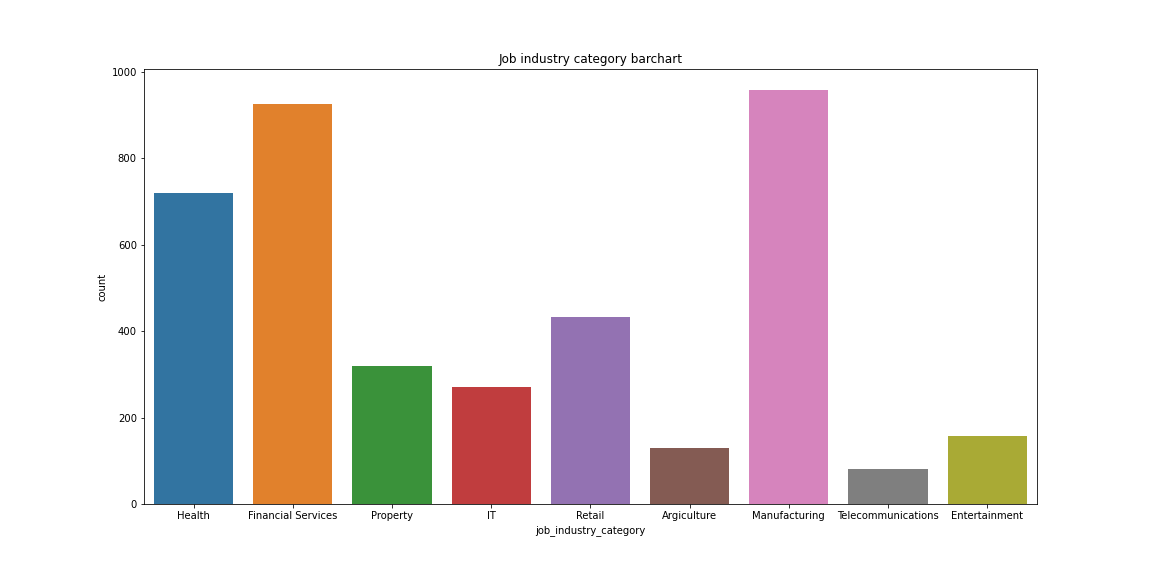 Job industry category barchart
1000
800
600
400
200
0
count
Health Financial Services Property IT Retail Argiculture Manufacturing Telecommunications Entertainment
job_industry_category